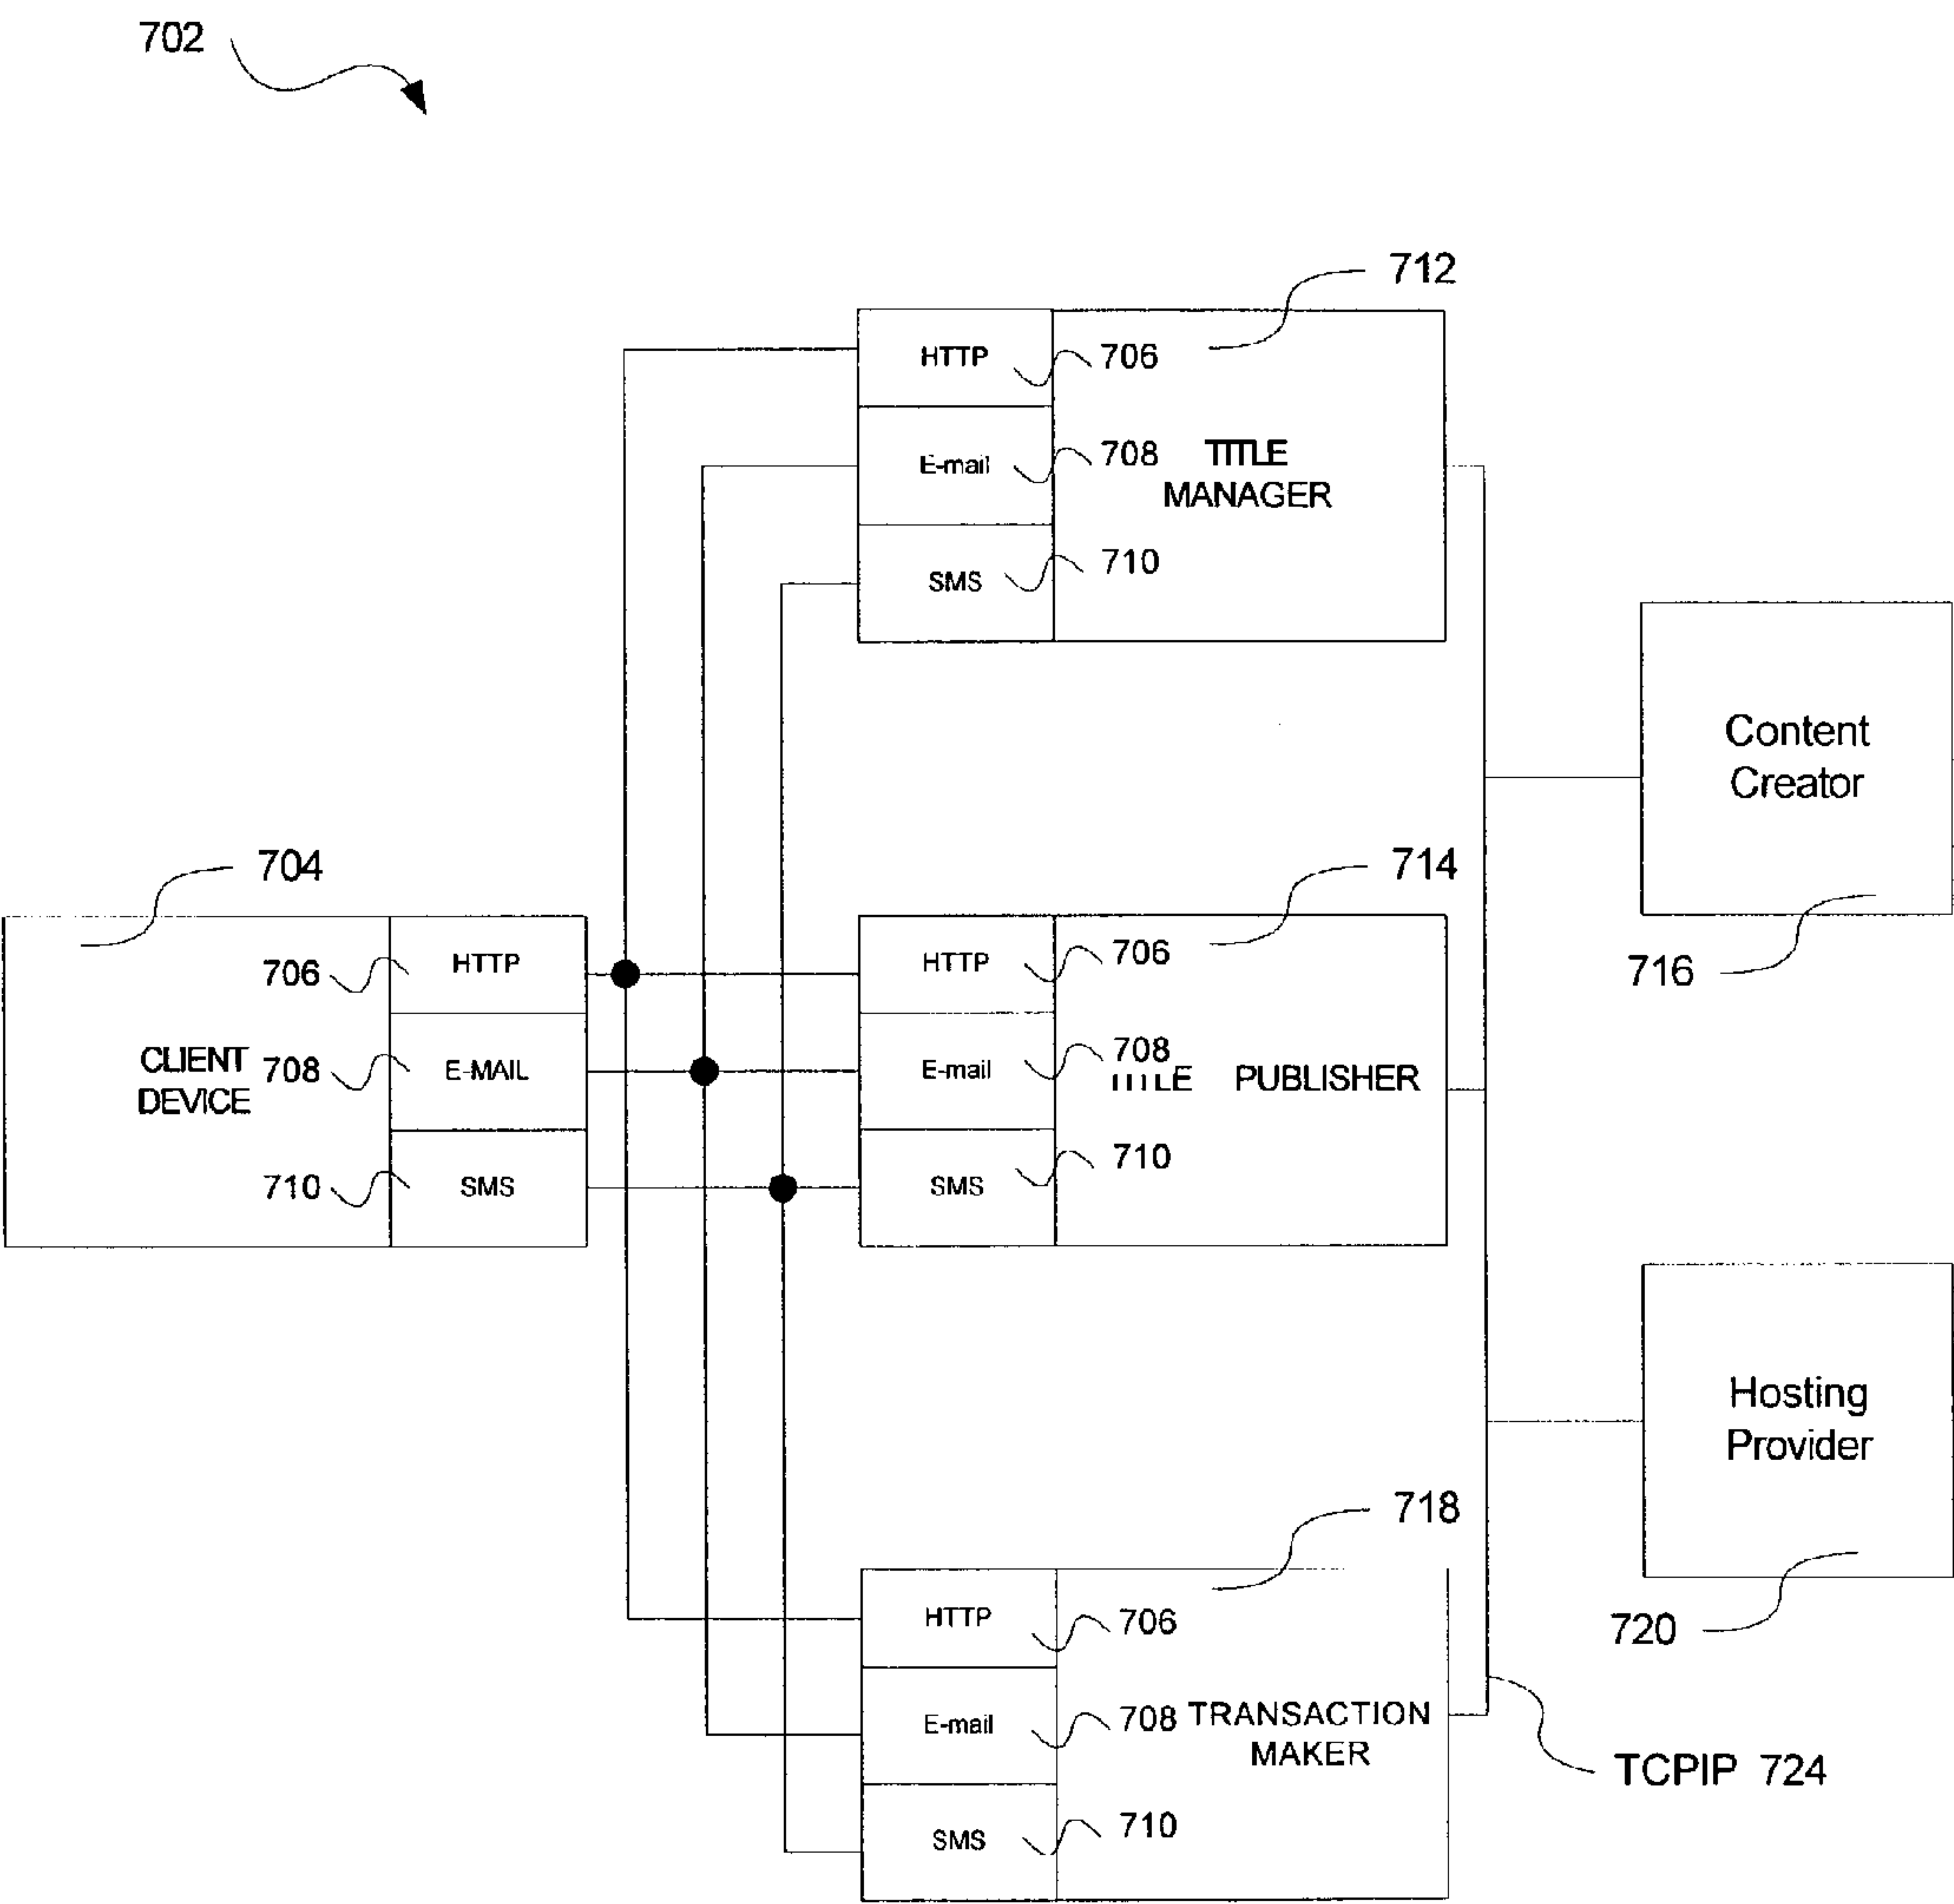 702
712
HTTP 706
E-mail 708 TITLE
MANAGER
SMS 710
Content
Creator
716
704
CLIENT
DEVICE
706 HTTP
708 E-MAIL
710 SMS
714
HTTP 706
E-mail 708
TITLE PUBLISHER
SMS 710
Hosting
Provider
720
718
HTTP 706
E-mail 708 TRANSACTION
MAKER
SMS 710
TCPIP 724